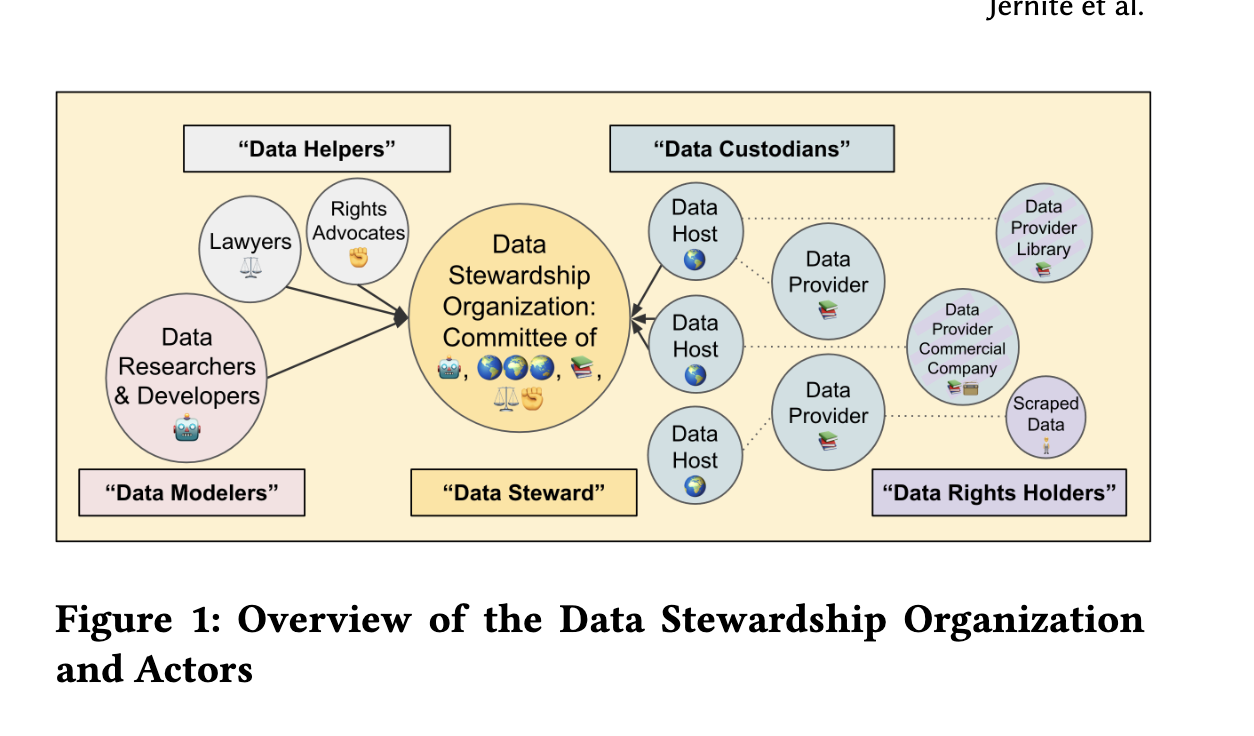 Jernite et al.
“Data Helpers”
“Data Custodians”
Lawyers
Rights
Advocates
Data
Researchers
& Developers
Data
Stewardship
Organization:
Committee of
, , ,
Data
Host
Data
Host
Data
Host
Data
Provider
Data
Provider
Data
Provider
Library
Data
Provider
Commercial
Company
Scraped
Data
“Data Modelers”
“Data Steward”
“Data Rights Holders”
Figure 1: Overview of the Data Stewardship Organization
and Actors